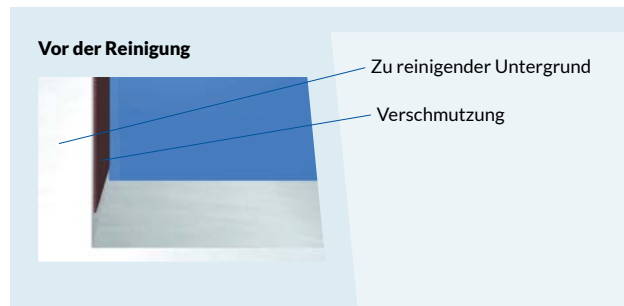 Vor der Reinigung
Zu reinigender Untergrund
Verschmutzung